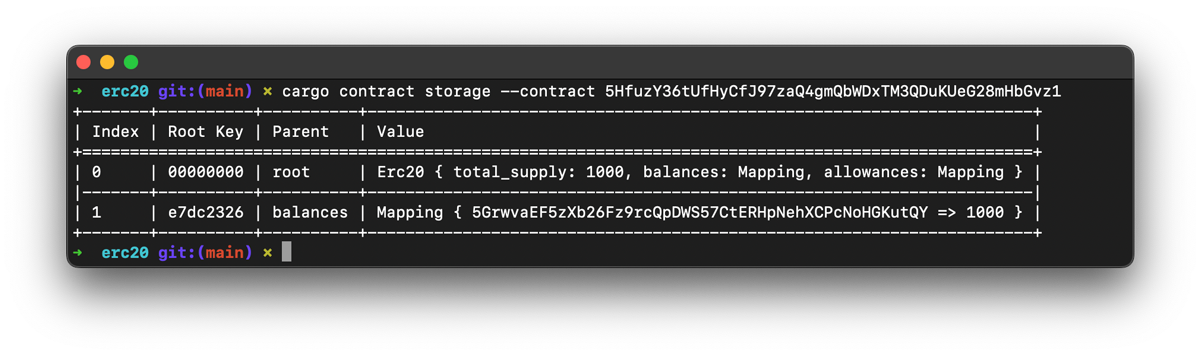 ➜  erc20 git:(main) × cargo contract storage --contract 5HfuzY36tUfHyCfJ97zaQ4gmQbWDxTM3QDuKUeG28mHbGvz1
+-------+----------+----------+----------------------------------------------------------------------+
| Index | Root Key | Parent   | Value                                                                |
+====================================================================================================+
| 0     | 00000000 | root     | Erc20 { total_supply: 1000, balances: Mapping, allowances: Mapping } |
|-------+----------+----------+----------------------------------------------------------------------|
| 1     | e7dc2326 | balances | Mapping { 5GrwvaEF5zXb26Fz9rcQpDWS57CtERHpNehXCPcNoHGKutQY => 1000 } |
+-------+----------+----------+----------------------------------------------------------------------+
➜  erc20 git:(main) ×